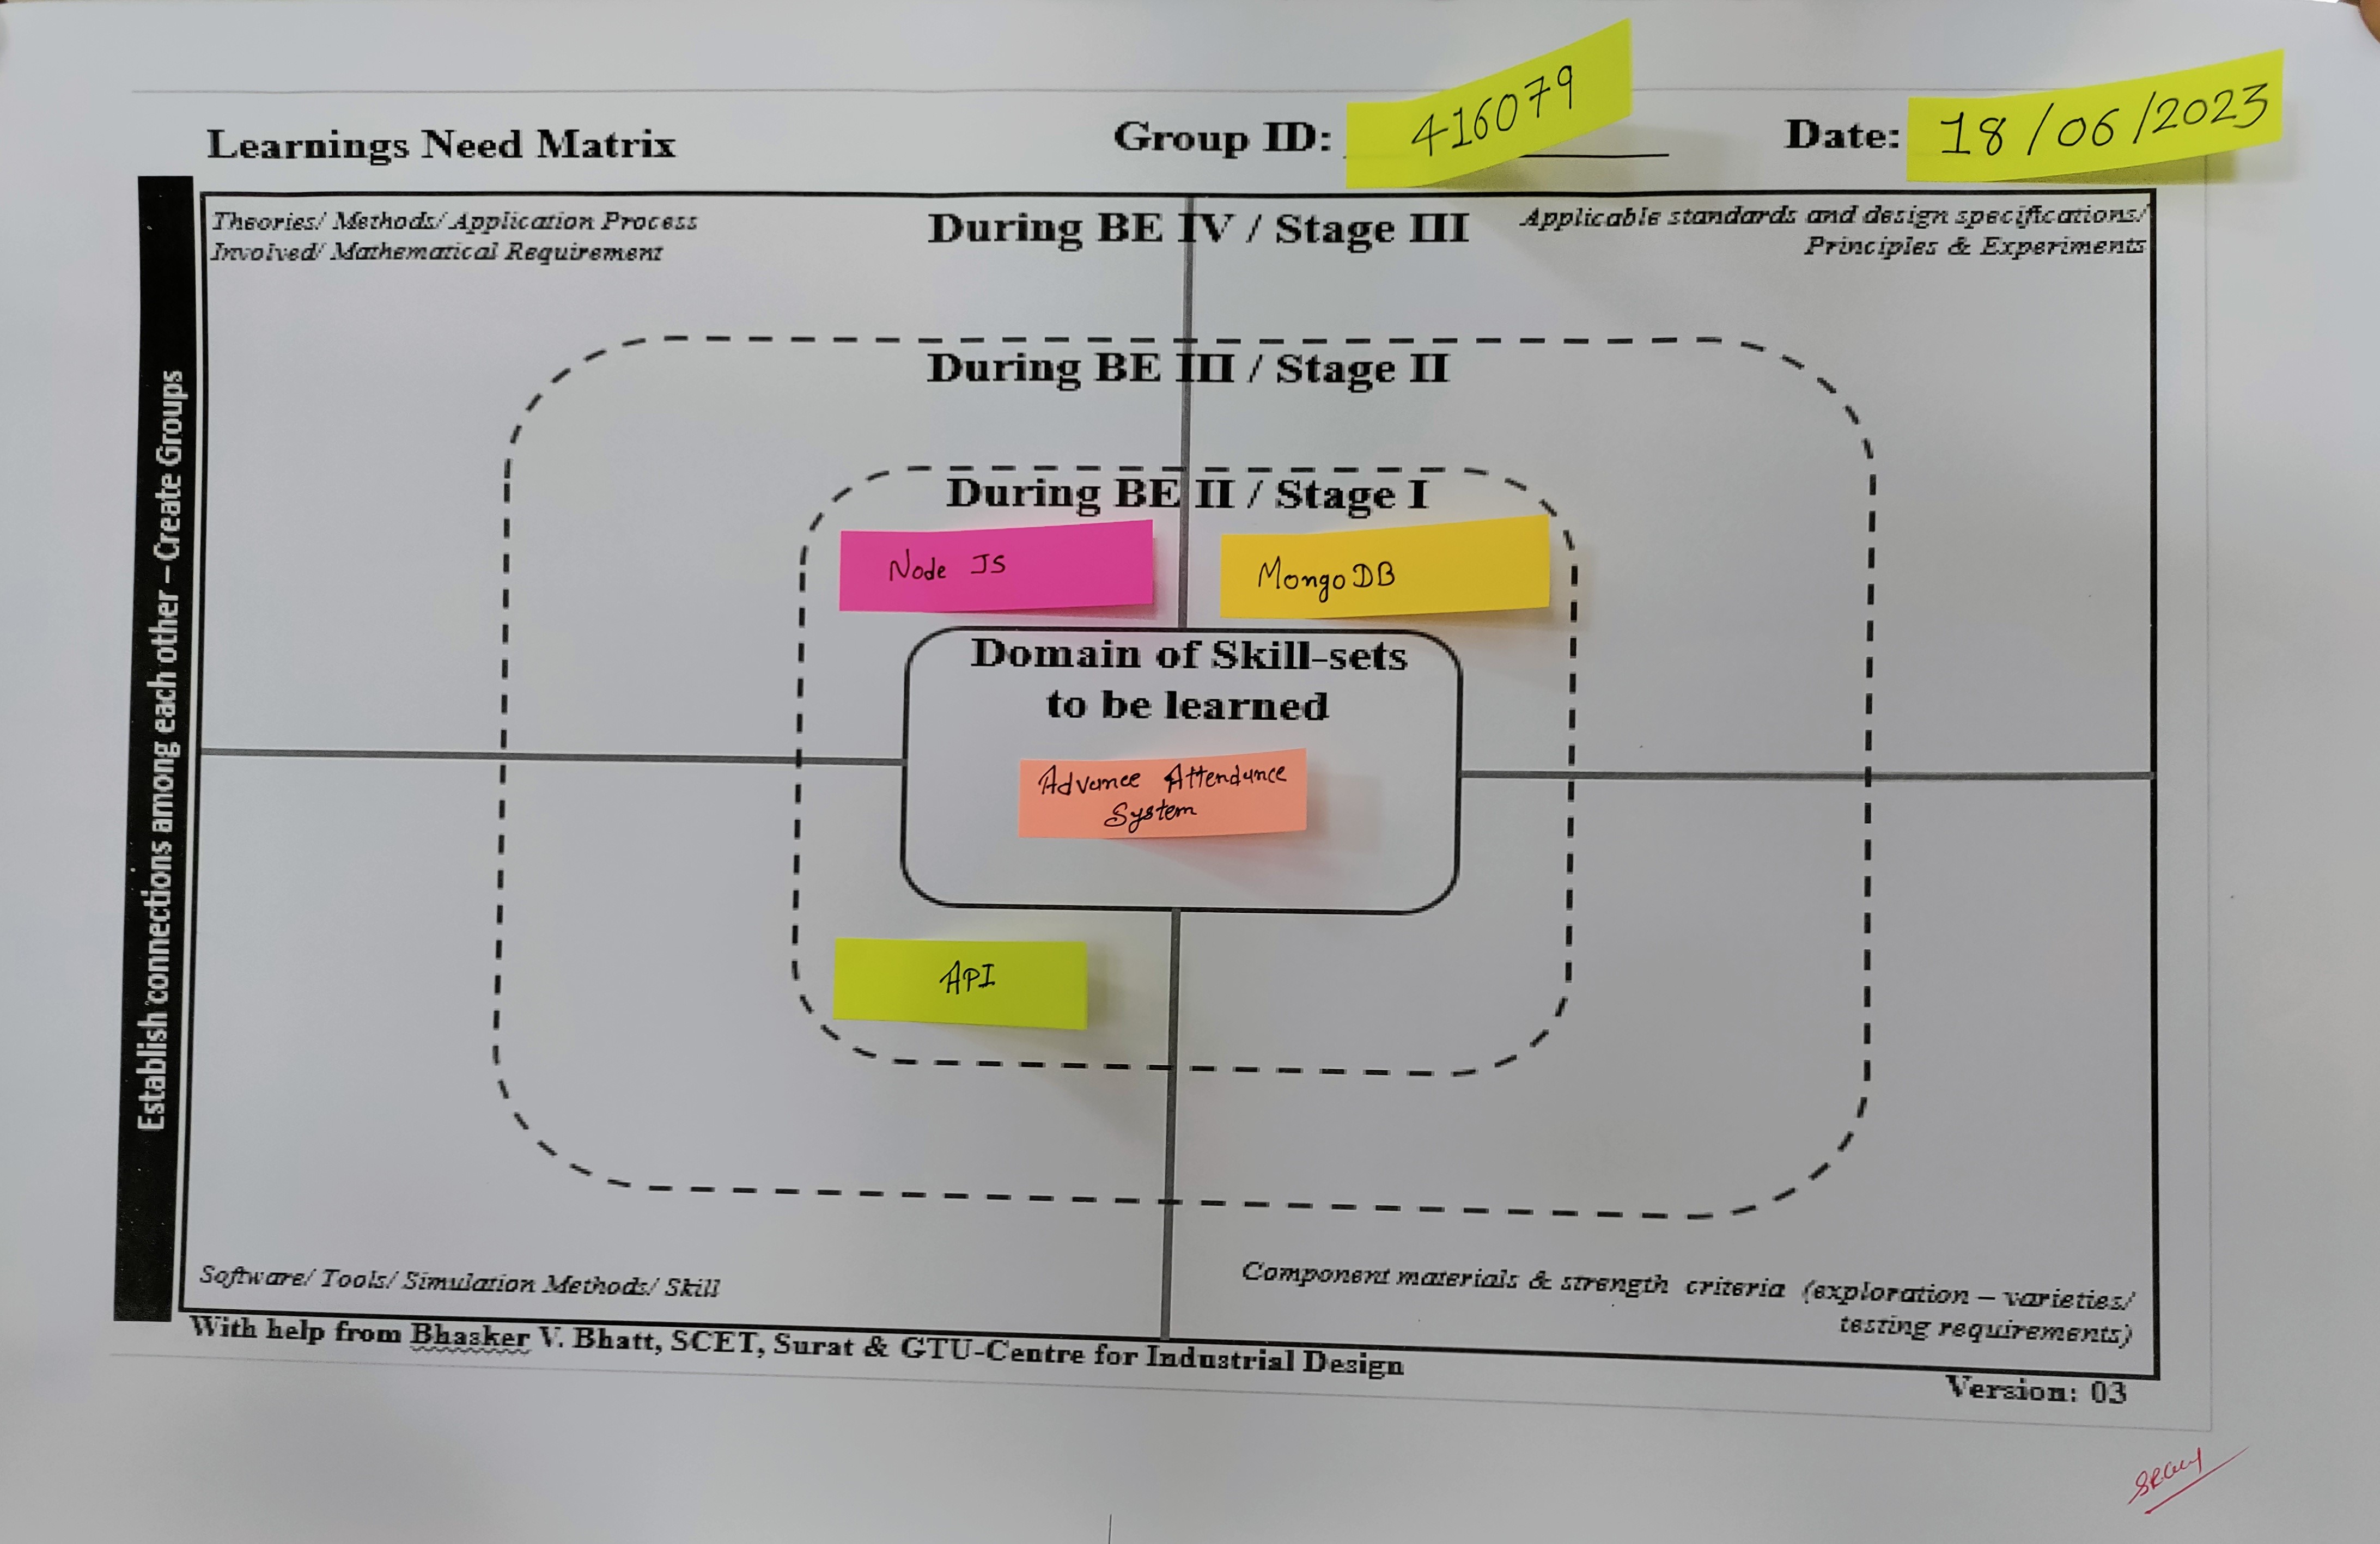 Learnings Need Matrix
Group ID: 416079
Date: 18/06/2023
Establish connections among each other – Create Groups
Theories/ Methods/ Application Process
Involved/ Mathematical Requirement
During BE IV / Stage III
Applicable standards and design specifications/
Principles & Experiments
During BE III / Stage II
During BE II / Stage I
Node JS
MongoDB
Domain of Skill-sets
to be learned
Advance Attendance
System
API
Software/ Tools/ Simulation Methods/ Skill
Component materials & strength criteria (exploration – varieties/
testing requirements)
With help from Bhasker V. Bhatt, SCET, Surat & GTU-Centre for Industrial Design
Version: 03